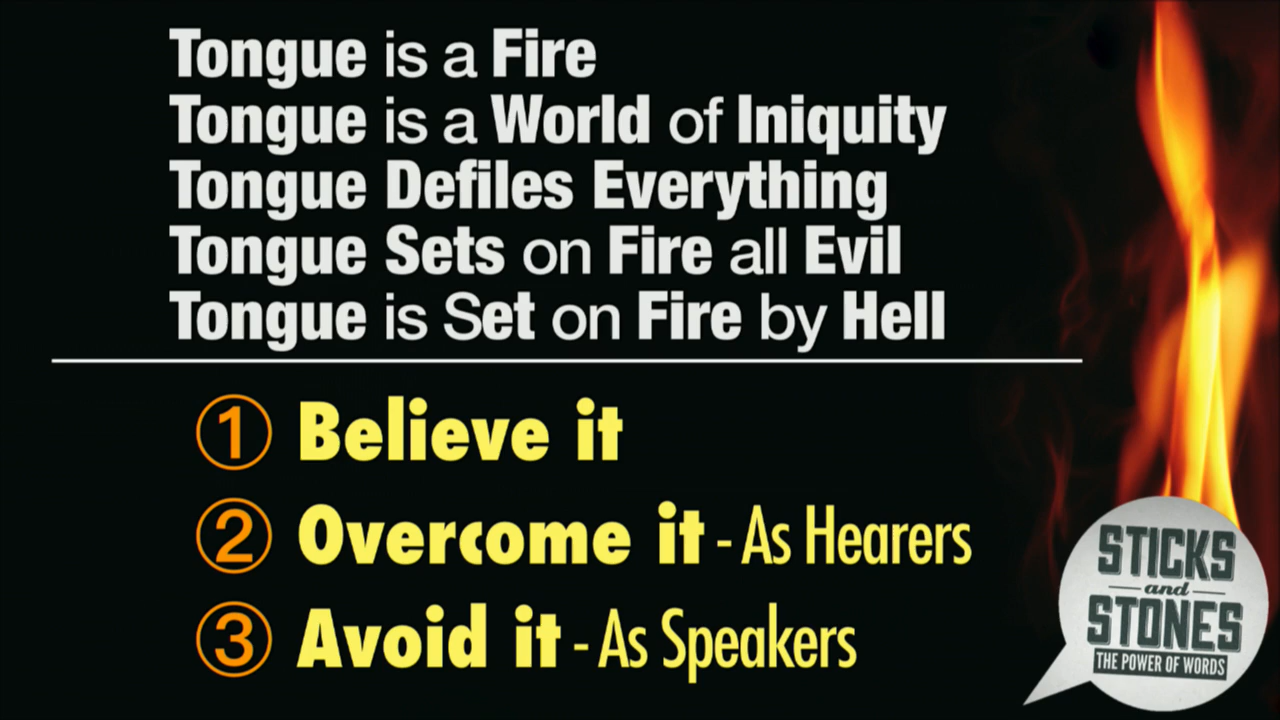 Tongue is a Fire
Tongue is a World of Iniquity
Tongue Defiles Everything
Tongue Sets on Fire all Evil
Tongue is Set on Fire by Hell
1 Believe it
2 Overcome it - As Hearers
3 Avoid it - As Speakers
STICKS
and
STONES
THE POWER OF WORDS